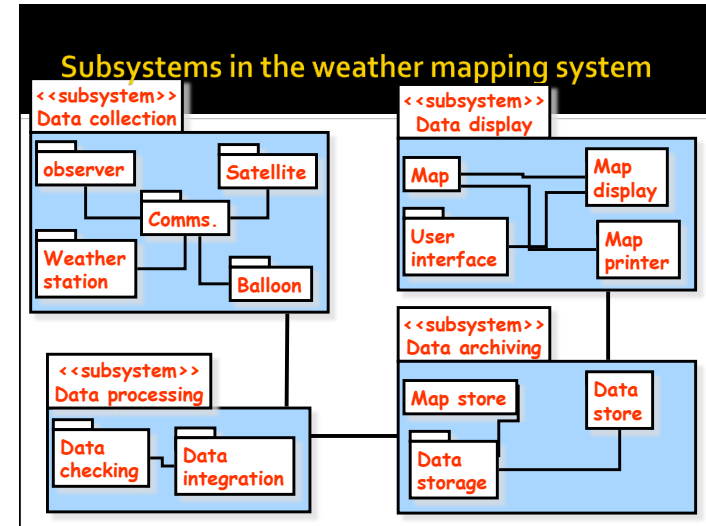 Subsystems in the weather mapping system
<<subsystem>>
Data collection
observer
Satellite
Comms.
Weather
station
Balloon
<<subsystem>>
Data display
Map
Map
display
User
interface
Map
printer
<<subsystem>>
Data processing
Data
checking
Data
integration
<<subsystem>>
Data archiving
Map store
Data
store
Data
storage